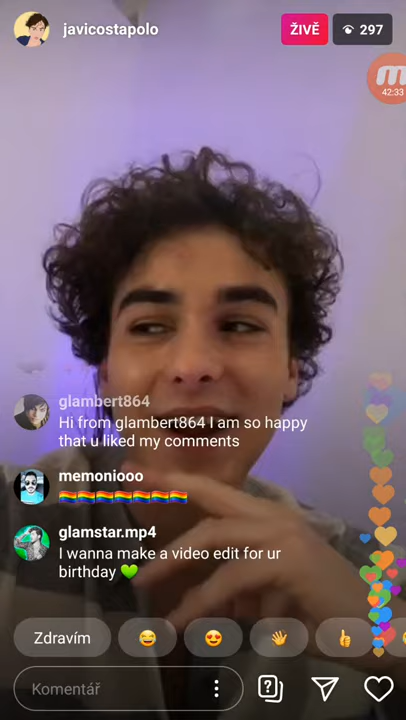 javicostapolo
ŽIVĚ
297
42:33
glambert864
Hi from glambert864 I am so happy
that u liked my comments
memoniooo
🏳️‍🌈🏳️‍🌈🏳️‍🌈🏳️‍🌈🏳️‍🌈🏳️‍🌈🏳️‍🌈
glamstar.mp4
I wanna make a video edit for ur
birthday 💚
Zdravím 😂 😍 👋 👍
Komentář